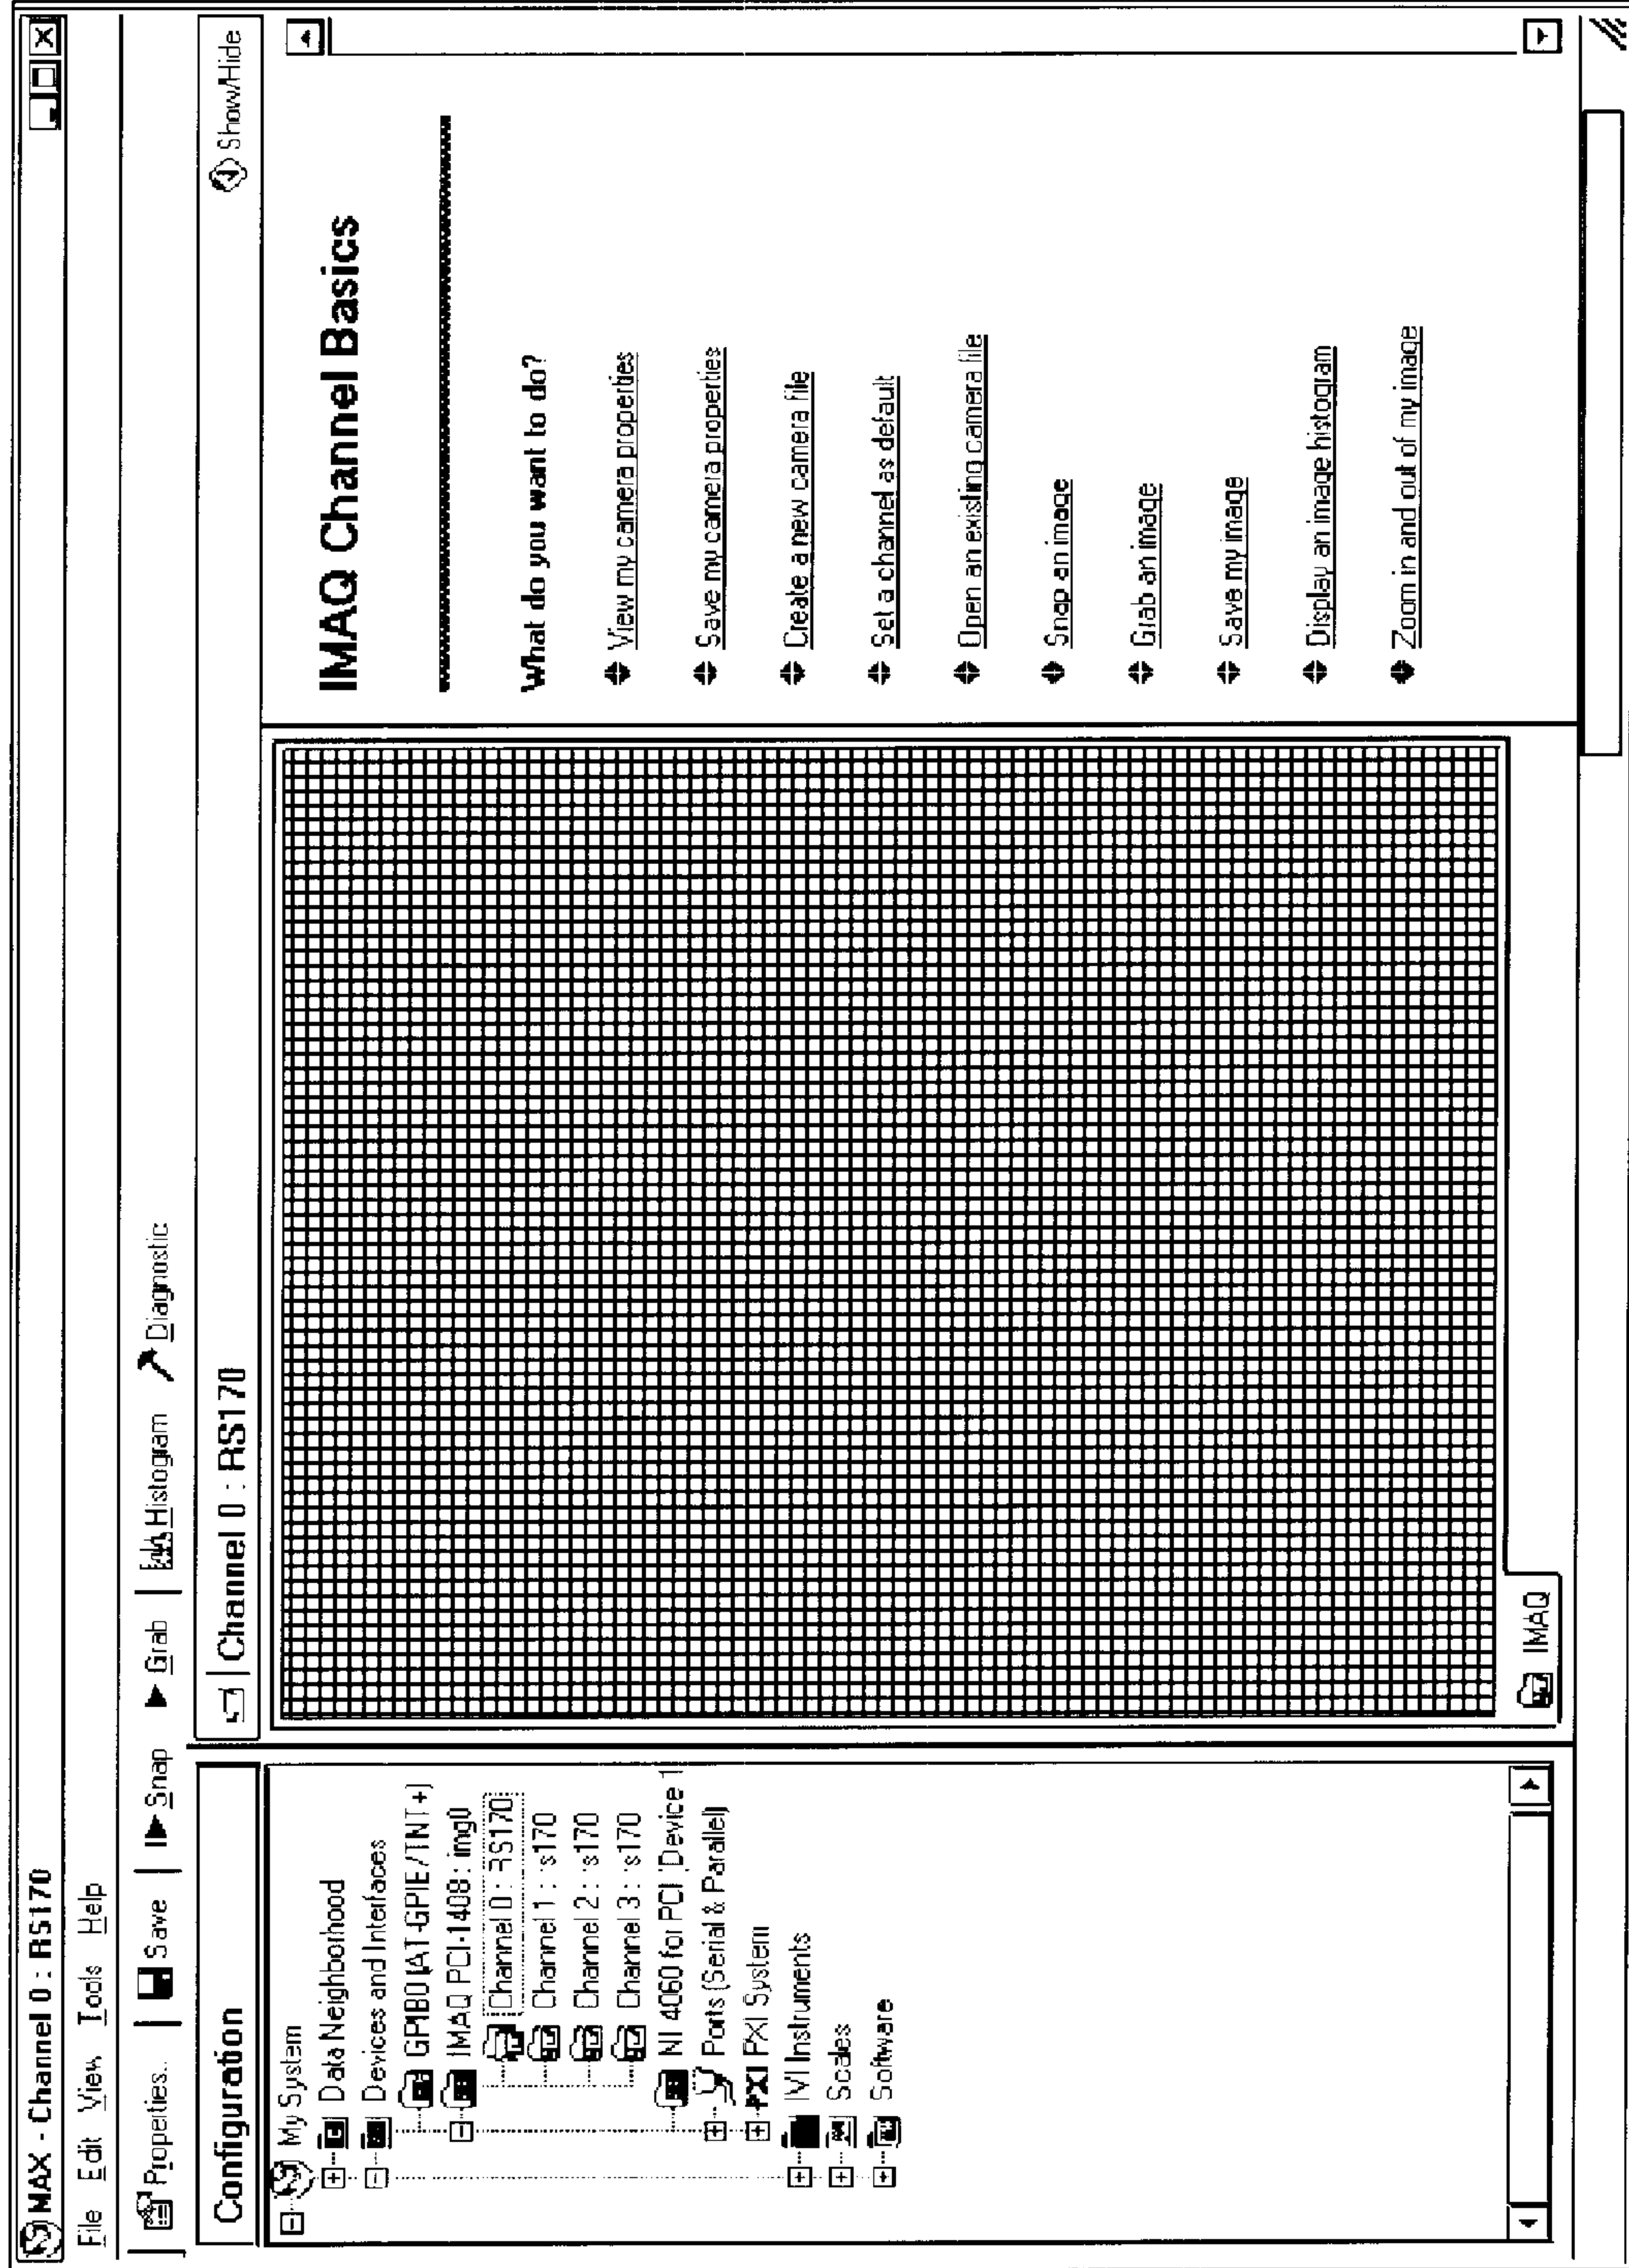 MAX - Channel 0 : RS170
File Edit View Tools Help
Properties... Save Snap Grab Histogram Diagnostic
Configuration
My System
Data Neighborhood
Devices and Interfaces
GPIB0 (AT-GPIB/TNT+)
IMAQ PCI-1408 : img0
Channel 0 : RS170
Channel 1 : rs170
Channel 2 : rs170
Channel 3 : rs170
NI 4060 for PCI (Device 1
Ports (Serial & Parallel)
PXI PXI System
IVI Instruments
Scales
Software
Channel 0 : RS170
Show/Hide
IMAQ
IMAQ Channel Basics
What do you want to do?
View my camera properties
Save my camera properties
Create a new camera file
Set a channel as default
Open an existing camera file
Snap an image
Grab an image
Save my image
Display an image histogram
Zoom in and out of my image